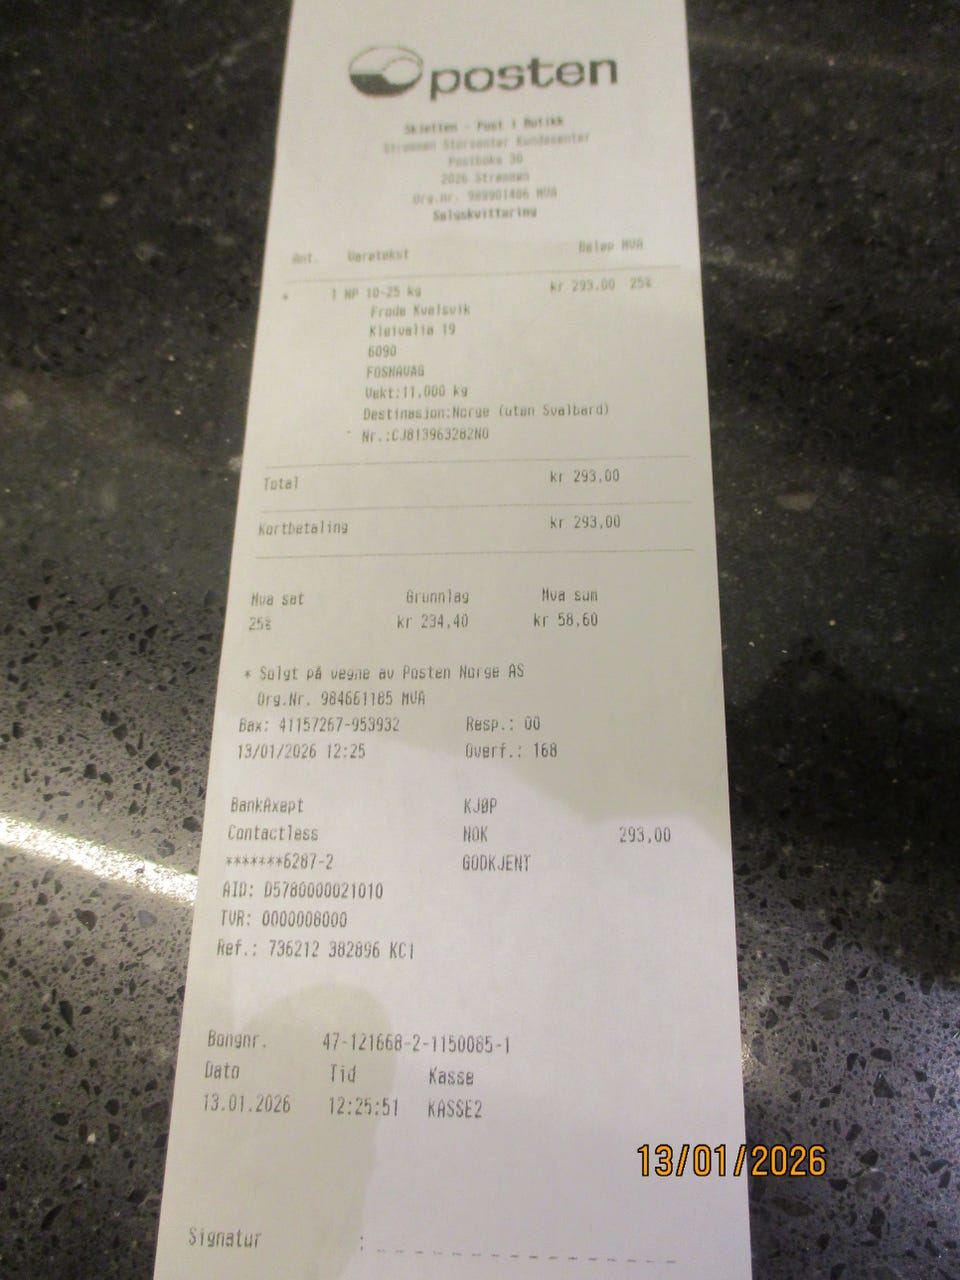 posten
Skjetten - Post i Butikk
Strømmen Storsenter Kundesenter
Postboks 30
2026 Strømmen
Org.nr. 989901406 MVA
Salgskvittering
Ant. Varetekst Beløp MVA
* 1 NP 10-25 kg kr 293,00 25%
Frode Kvalsvik
Kleivalia 19
6090
FOSNAVÅG
Vekt:11,000 kg
Destinasjon:Norge (uten Svalbard)
Nr.:CJ813963282NO
Total kr 293,00
Kortbetaling kr 293,00
Mva sat Grunnlag Mva sum
25% kr 234,40 kr 58,60
* Solgt på vegne av Posten Norge AS
Org.Nr. 984661185 MVA
Bax: 41157267-953932 Resp.: 00
13/01/2026 12:25 Overf.: 168
BankAxept KJØP
Contactless NOK 293,00
*******6287-2 GODKJENT
AID: D5780000021010
TVR: 0000008000
Ref.: 736212 382896 KC1
Bongnr. 47-121668-2-1150085-1
Dato Tid Kasse
13.01.2026 12:25:51 KASSE2
13/01/2026
Signatur :